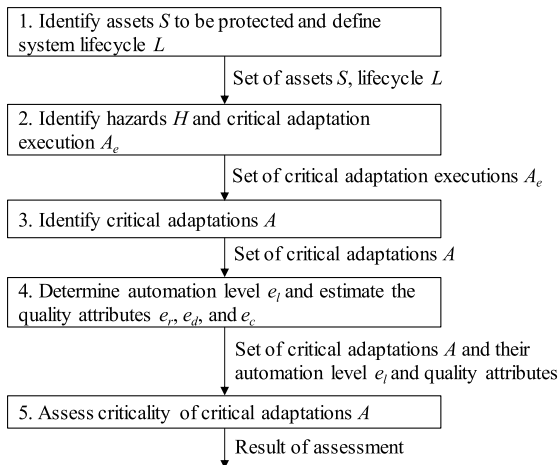 1. Identify assets S to be protected and define
system lifecycle L
Set of assets S, lifecycle L
2. Identify hazards H and critical adaptation
execution Ae
Set of critical adaptation executions Ae
3. Identify critical adaptations A
Set of critical adaptations A
4. Determine automation level el and estimate the
quality attributes er, ed, and ec
Set of critical adaptations A and their
automation level el and quality attributes
5. Assess criticality of critical adaptations A
Result of assessment